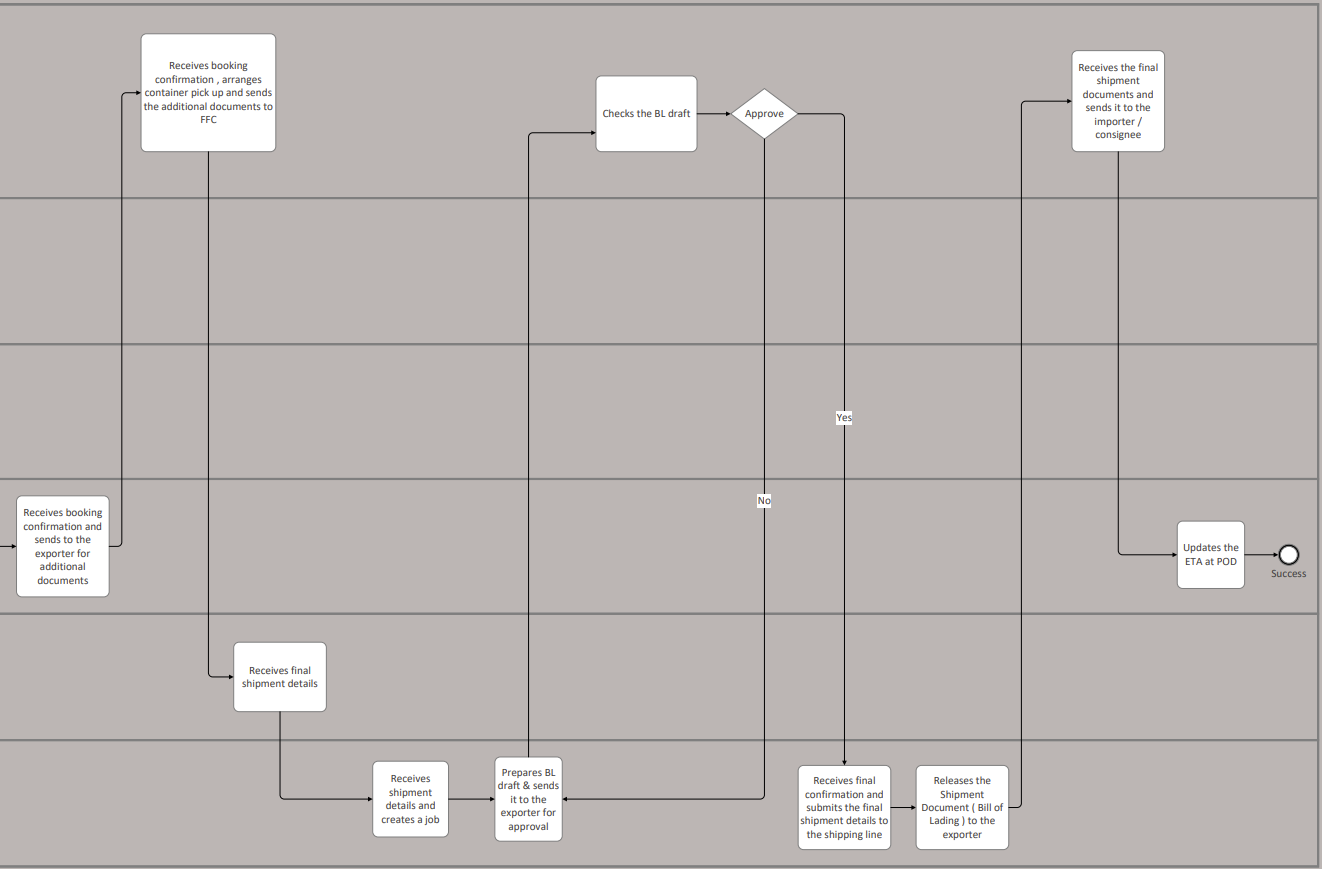 Receives booking
confirmation , arranges
container pick up and sends
the additional documents to
FFC
Checks the BL draft
Approve
Receives the final
shipment
documents and
sends it to the
importer /
consignee
Yes
No
Receives booking
confirmation and
sends to the
exporter for
additional
documents
Updates the
ETA at POD
Success
Receives final
shipment details
Receives
shipment
details and
creates a job
Prepares BL
draft & sends
it to the
exporter for
approval
Receives final
confirmation and
submits the final
shipment details to
the shipping line
Releases the
Shipment
Document ( Bill of
Lading ) to the
exporter